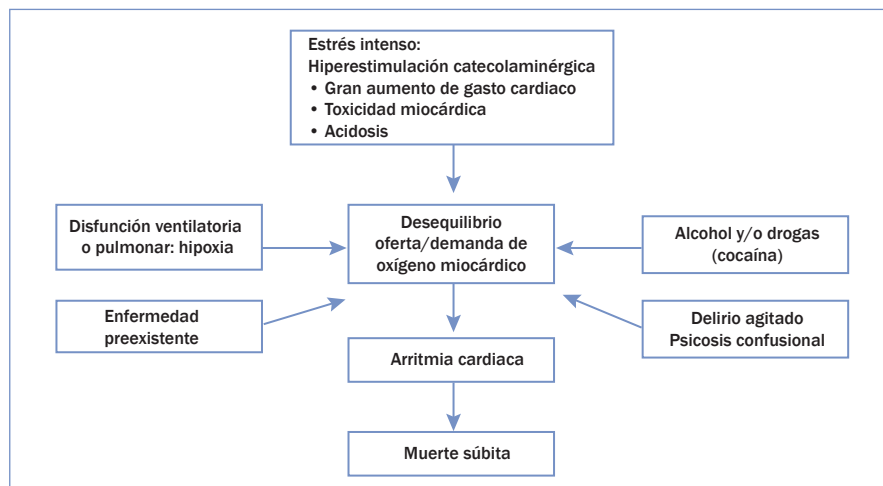 Estrés intenso:
Hiperestimulación catecolaminérgica
• Gran aumento de gasto cardiaco
• Toxicidad miocárdica
• Acidosis
Disfunción ventilatoria
o pulmonar: hipoxia
Desequilibrio
oferta/demanda de
oxígeno miocárdico
Alcohol y/o drogas
(cocaína)
Enfermedad
preexistente
Delirio agitado
Psicosis confusional
Arritmia cardiaca
Muerte súbita